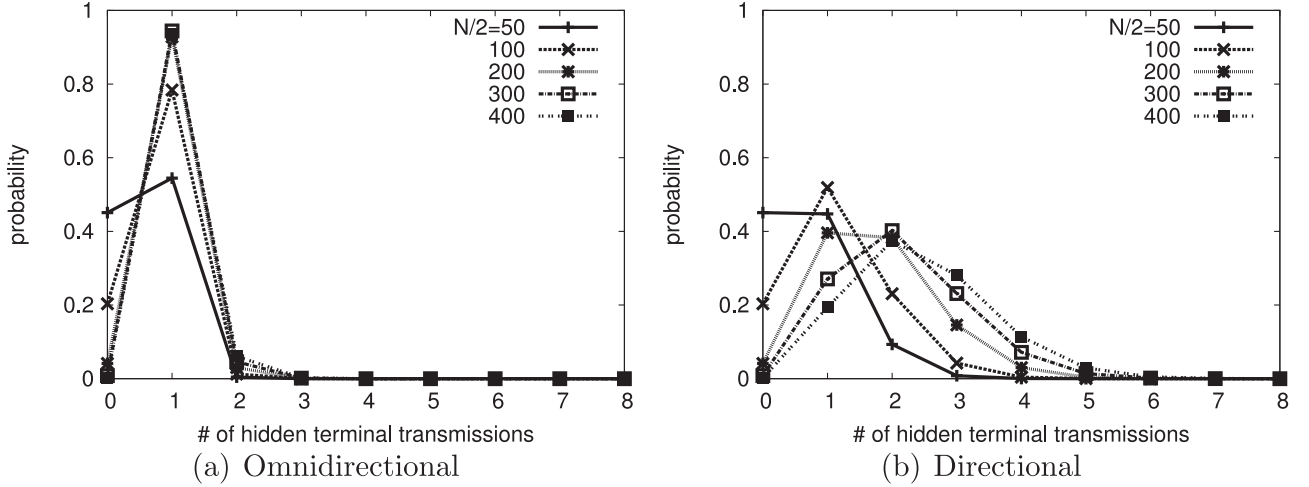 1
0.8
0.6
0.4
0.2
0
probability
N/2=50
100
200
300
400
0 1 2 3 4 5 6 7 8
# of hidden terminal transmissions
(a) Omnidirectional
1
0.8
0.6
0.4
0.2
0
probability
N/2=50
100
200
300
400
0 1 2 3 4 5 6 7 8
# of hidden terminal transmissions
(b) Directional